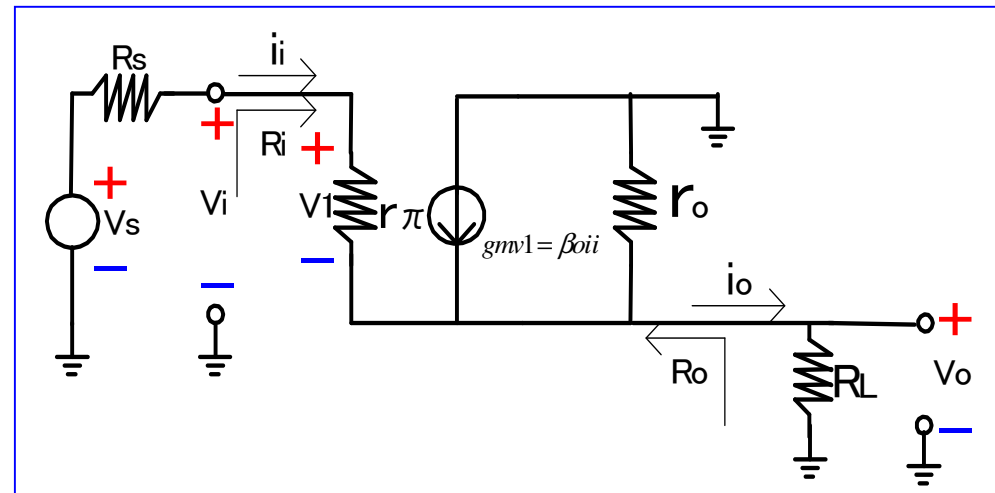 ii
Rs
+
+
Ri
+
+
Vs
Vi
V1
rπ
ro
gmv1 = βoii
−
−
−
io
+
Ro
RL
Vo
−